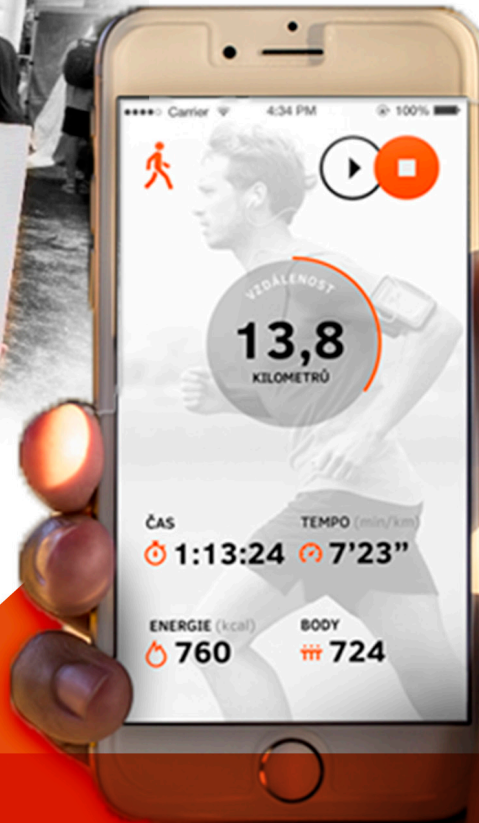 Carrier 4:34 PM 100%
VZDÁLENOST
13,8
KILOMETRŮ
ČAS
TEMPO (min/km)
1:13:24
7’23”
ENERGIE (kcal)
BODY
760
724